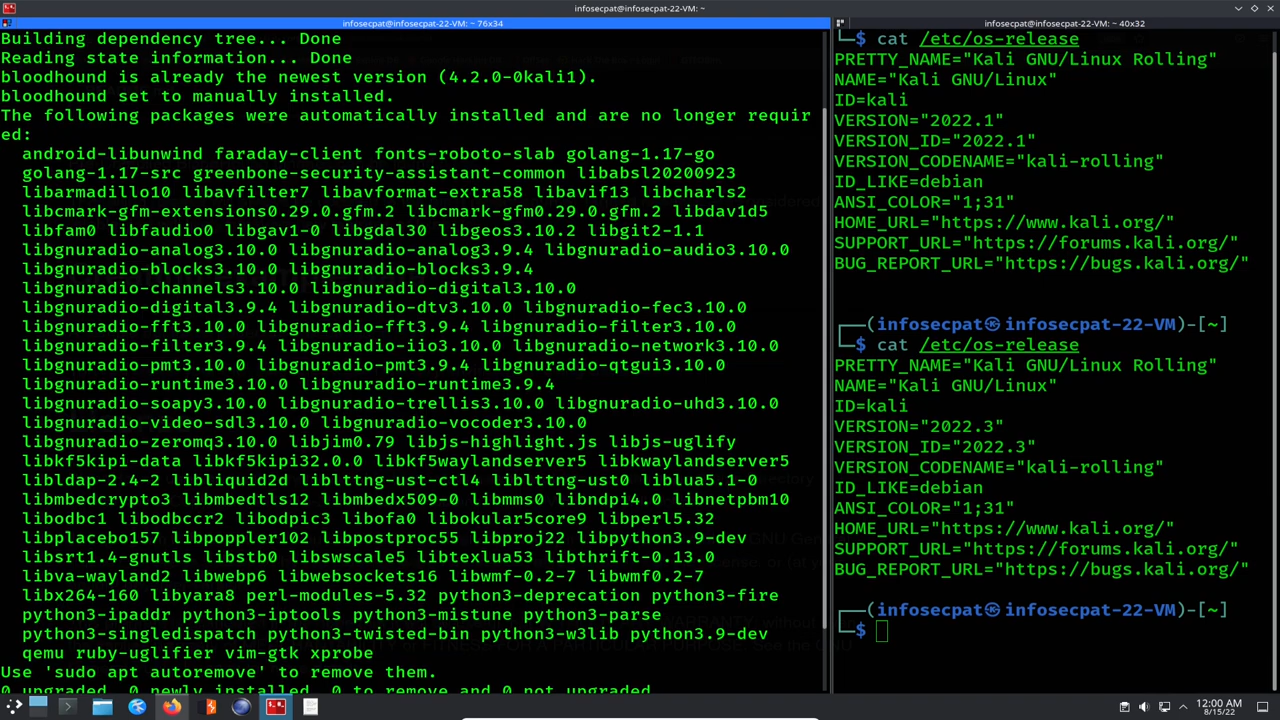 infosecpat@infosecpat-22-VM: ~
infosecpat@infosecpat-22-VM: ~ 76x34
Building dependency tree... Done
Reading state information... Done
bloodhound is already the newest version (4.2.0-0kali1).
bloodhound set to manually installed.
The following packages were automatically installed and are no longer requir
ed:
android-libunwind faraday-client fonts-roboto-slab golang-1.17-go
golang-1.17-src greenbone-security-assistant-common libabsl20200923
libarmadillo10 libavfilter7 libavformat-extra58 libavif13 libcharls2
libcmark-gfm-extensions0.29.0.gfm.2 libcmark-gfm0.29.0.gfm.2 libdav1d5
libfam0 libfaudio0 libgav1-0 libgdal30 libgeos3.10.2 libgit2-1.1
libgnuradio-analog3.10.0 libgnuradio-analog3.9.4 libgnuradio-audio3.10.0
libgnuradio-blocks3.10.0 libgnuradio-blocks3.9.4
libgnuradio-channels3.10.0 libgnuradio-digital3.10.0
libgnuradio-digital3.9.4 libgnuradio-dtv3.10.0 libgnuradio-fec3.10.0
libgnuradio-fft3.10.0 libgnuradio-fft3.9.4 libgnuradio-filter3.10.0
libgnuradio-filter3.9.4 libgnuradio-iio3.10.0 libgnuradio-network3.10.0
libgnuradio-pmt3.10.0 libgnuradio-pmt3.9.4 libgnuradio-qtgui3.10.0
libgnuradio-runtime3.10.0 libgnuradio-runtime3.9.4
libgnuradio-soapy3.10.0 libgnuradio-trellis3.10.0 libgnuradio-uhd3.10.0
libgnuradio-video-sdl3.10.0 libgnuradio-vocoder3.10.0
libgnuradio-zeromq3.10.0 libjim0.79 libjs-highlight.js libjs-uglify
libkf5kipi-data libkf5kipi32.0.0 libkf5waylandserver5 libkwaylandserver5
libldap-2.4-2 libliquid2d liblttng-ust-ctl4 liblttng-ust0 liblua5.1-0
libmbedcrypto3 libmbedtls12 libmbedx509-0 libmms0 libndpi4.0 libnetpbm10
libodbc1 libodbccr2 libodpic3 libofa0 libokular5core9 libperl5.32
libplacebo157 libpoppler102 libpostproc55 libproj22 libpython3.9-dev
libsrt1.4-gnutls libstb0 libswscale5 libtexlua53 libthrift-0.13.0
libva-wayland2 libwebp6 libwebsockets16 libwmf-0.2-7 libwmf0.2-7
libx264-160 libyara8 perl-modules-5.32 python3-deprecation python3-fire
python3-ipaddr python3-iptools python3-mistune python3-parse
python3-singledispatch python3-twisted-bin python3-w3lib python3.9-dev
qemu ruby-uglifier vim-gtk xprobe
Use 'sudo apt autoremove' to remove them.
0 upgraded, 0 newly installed, 0 to remove and 0 not upgraded.
infosecpat@infosecpat-22-VM: ~ 40x32
└─$ cat /etc/os-release
PRETTY_NAME="Kali GNU/Linux Rolling"
NAME="Kali GNU/Linux"
ID=kali
VERSION="2022.1"
VERSION_ID="2022.1"
VERSION_CODENAME="kali-rolling"
ID_LIKE=debian
ANSI_COLOR="1;31"
HOME_URL="https://www.kali.org/"
SUPPORT_URL="https://forums.kali.org/"
BUG_REPORT_URL="https://bugs.kali.org/"
┌──(infosecpat㉿infosecpat-22-VM)-[~]
└─$ cat /etc/os-release
PRETTY_NAME="Kali GNU/Linux Rolling"
NAME="Kali GNU/Linux"
ID=kali
VERSION="2022.3"
VERSION_ID="2022.3"
VERSION_CODENAME="kali-rolling"
ID_LIKE=debian
ANSI_COLOR="1;31"
HOME_URL="https://www.kali.org/"
SUPPORT_URL="https://forums.kali.org/"
BUG_REPORT_URL="https://bugs.kali.org/"
┌──(infosecpat㉿infosecpat-22-VM)-[~]
└─$
12:00 AM
8/15/22